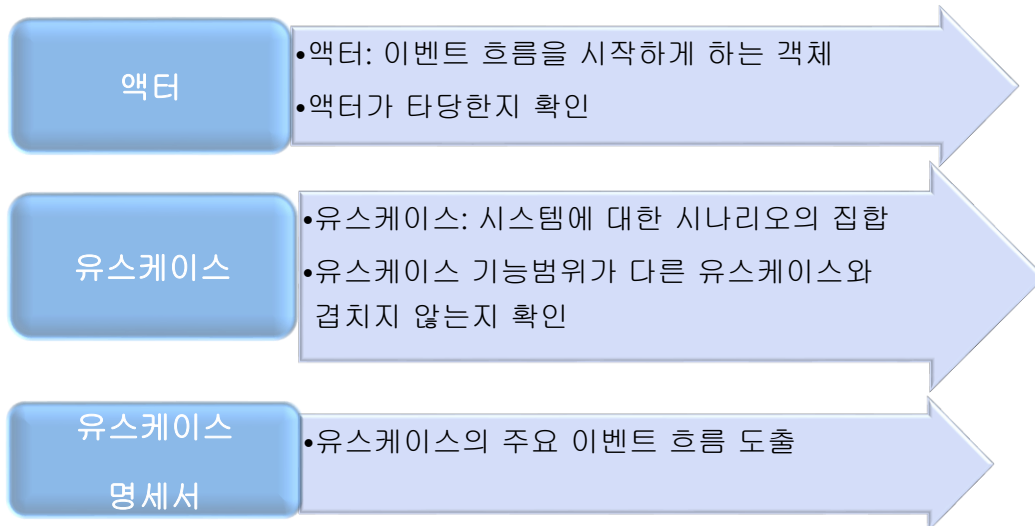 액터
•액터: 이벤트 흐름을 시작하게 하는 객체
•액터가 타당한지 확인
유스케이스
•유스케이스: 시스템에 대한 시나리오의 집합
•유스케이스 기능범위가 다른 유스케이스와
겹치지 않는지 확인
유스케이스
명세서
•유스케이스의 주요 이벤트 흐름 도출